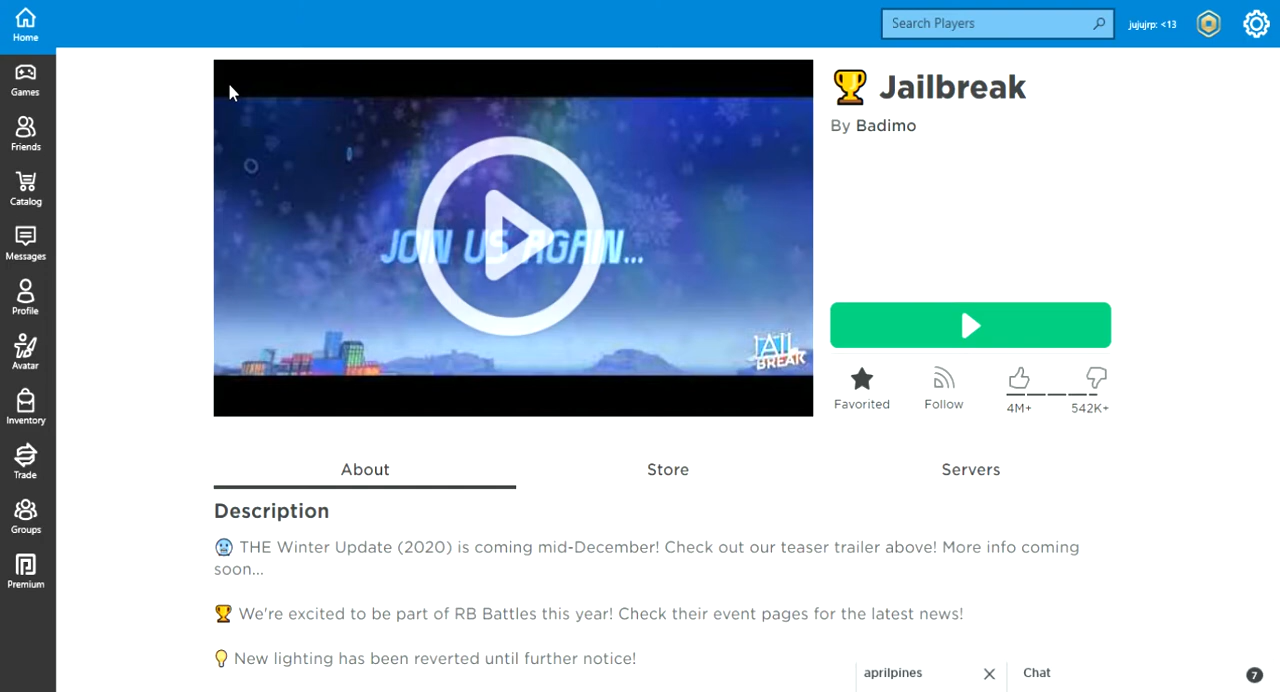 Home
Search Players
jujujrp: <13
Games
Friends
Catalog
Messages
Profile
Avatar
Inventory
Trade
Groups
Premium
JOIN US AGAIN...
JAIL
BREAK
Jailbreak
By Badimo
Favorited
Follow
4M+
542K+
About
Store
Servers
Description
THE Winter Update (2020) is coming mid-December! Check out our teaser trailer above! More info coming
soon...
We're excited to be part of RB Battles this year! Check their event pages for the latest news!
New lighting has been reverted until further notice!
aprilpines
Chat
7